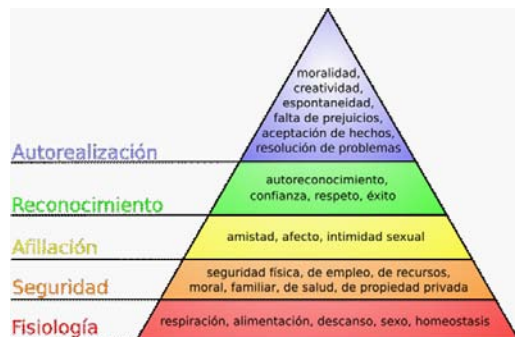 moralidad,
creatividad,
espontaneidad,
falta de prejuicios,
aceptación de hechos,
resolución de problemas
Autorealización
autoreconocimiento,
confianza, respeto, éxito
Reconocimiento
amistad, afecto, intimidad sexual
Afiliación
seguridad física, de empleo, de recursos,
moral, familiar, de salud, de propiedad privada
Seguridad
respiración, alimentación, descanso, sexo, homeostasis
Fisiología